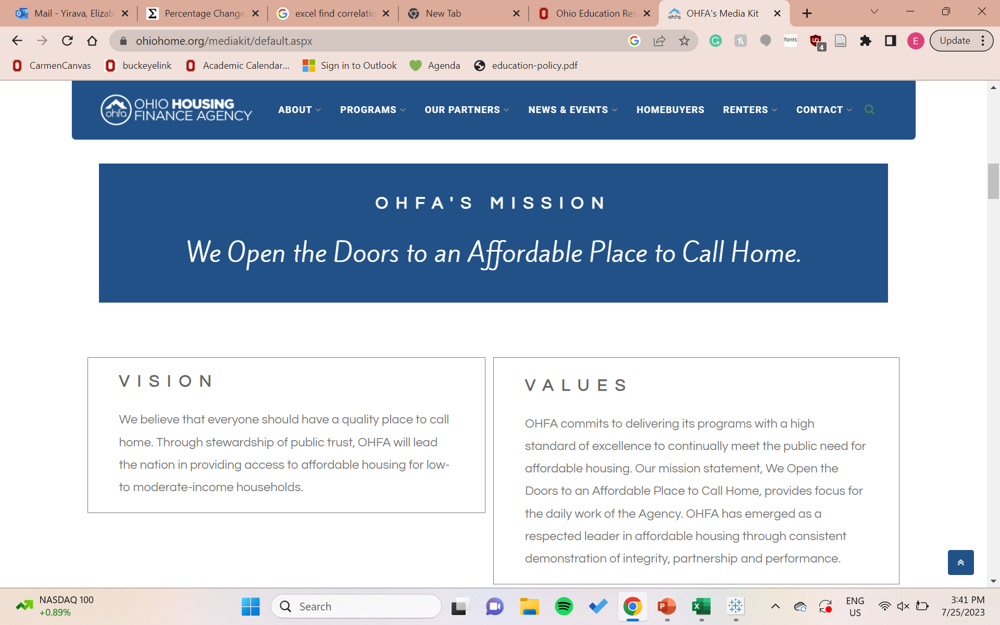 Mail - Yirava, Elizab
Percentage Change
excel find correlatio
New Tab
Ohio Education Res
OHFA's Media Kit
ohiohome.org/mediakit/default.aspx
fonts
4
E
Update
CarmenCanvas
buckeyelink
Academic Calendar...
Sign in to Outlook
Agenda
education-policy.pdf
ohfa
OHIO HOUSING
FINANCE AGENCY
ABOUT
PROGRAMS
OUR PARTNERS
NEWS & EVENTS
HOMEBUYERS
RENTERS
CONTACT
OHFA'S MISSION
We Open the Doors to an Affordable Place to Call Home.
VISION
We believe that everyone should have a quality place to call
home. Through stewardship of public trust, OHFA will lead
the nation in providing access to affordable housing for low-
to moderate-income households.
VALUES
OHFA commits to delivering its programs with a high
standard of excellence to continually meet the public need for
affordable housing. Our mission statement, We Open the
Doors to an Affordable Place to Call Home, provides focus for
the daily work of the Agency. OHFA has emerged as a
respected leader in affordable housing through consistent
demonstration of integrity, partnership and performance.
NASDAQ 100
+0.89%
Search
ENG
US
3:41 PM
7/25/2023